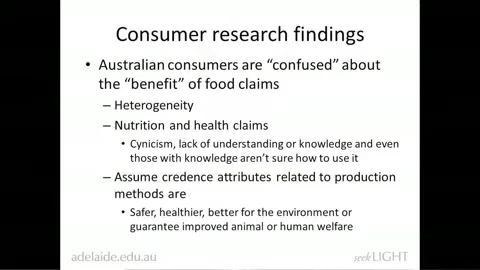 Consumer research findings
• Australian consumers are “confused” about
the “benefit” of food claims
– Heterogeneity
– Nutrition and health claims
• Cynicism, lack of understanding or knowledge and even
those with knowledge aren’t sure how to use it
– Assume credence attributes related to production
methods are
• Safer, healthier, better for the environment or
guarantee improved animal or human welfare
adelaide.edu.au
seek LIGHT